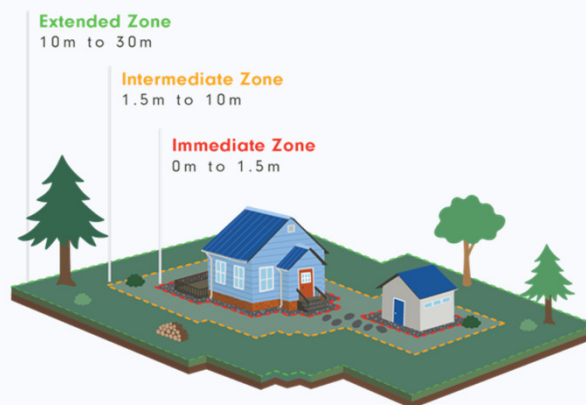 Extended Zone
10m to 30m
Intermediate Zone
1.5m to 10m
Immediate Zone
0m to 1.5m